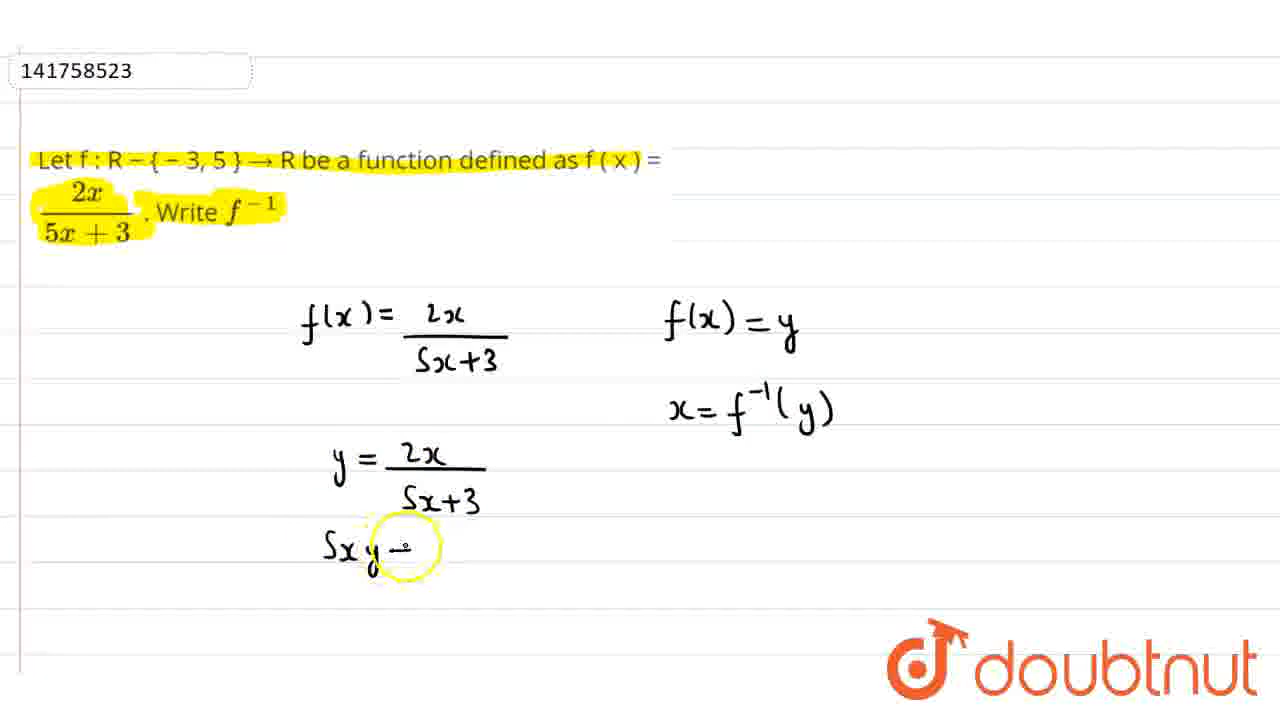 141758523
Let f : R – { – 3, 5 } → R be a function defined as f ( x ) =
2x
5x + 3 . Write f – 1
f(x) = 2x
5x+3
f(x) = y
x = f-1(y)
y = 2x
5x+3
5xy
doubtnut